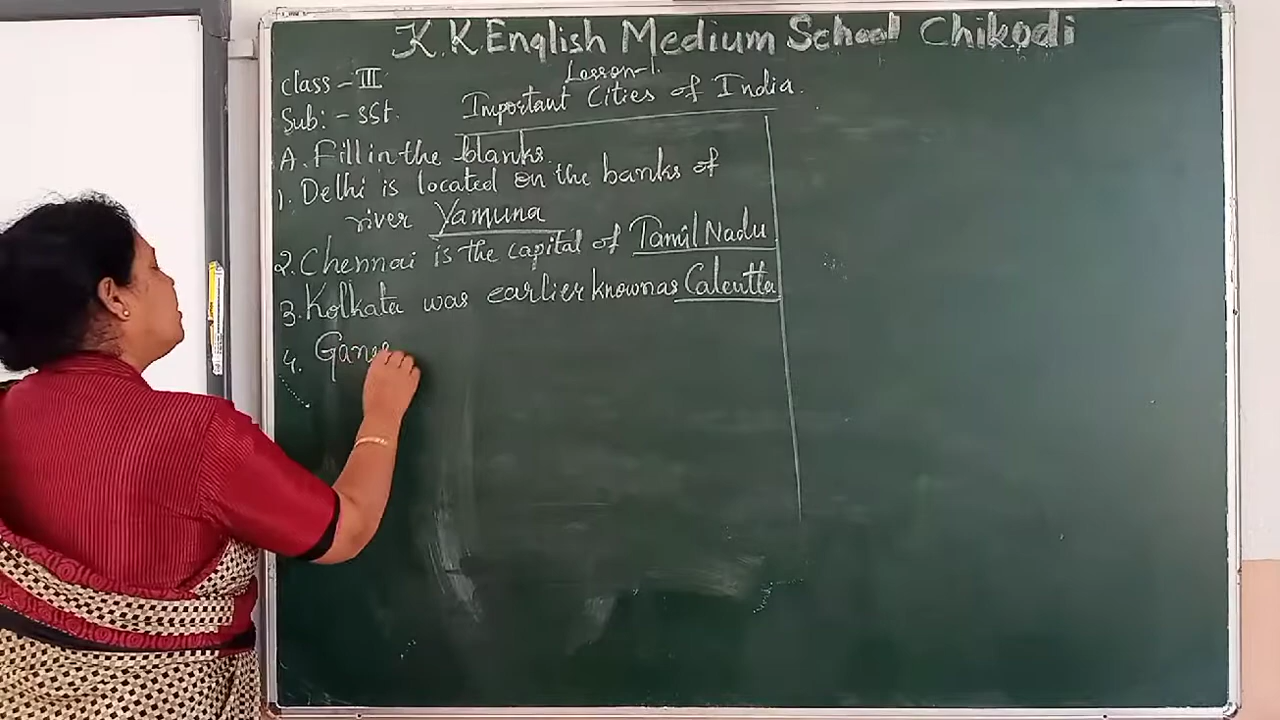 K.K.English Medium School Chikodi
Class - III
Lesson-1.
Sub:- SSt.
Important Cities of India.
A. Fill in the blanks.
1. Delhi is located on the banks of
river Yamuna
2. Chennai is the capital of Tamil Nadu
3. Kolkata was earlier known as Calcutta
4. Gane